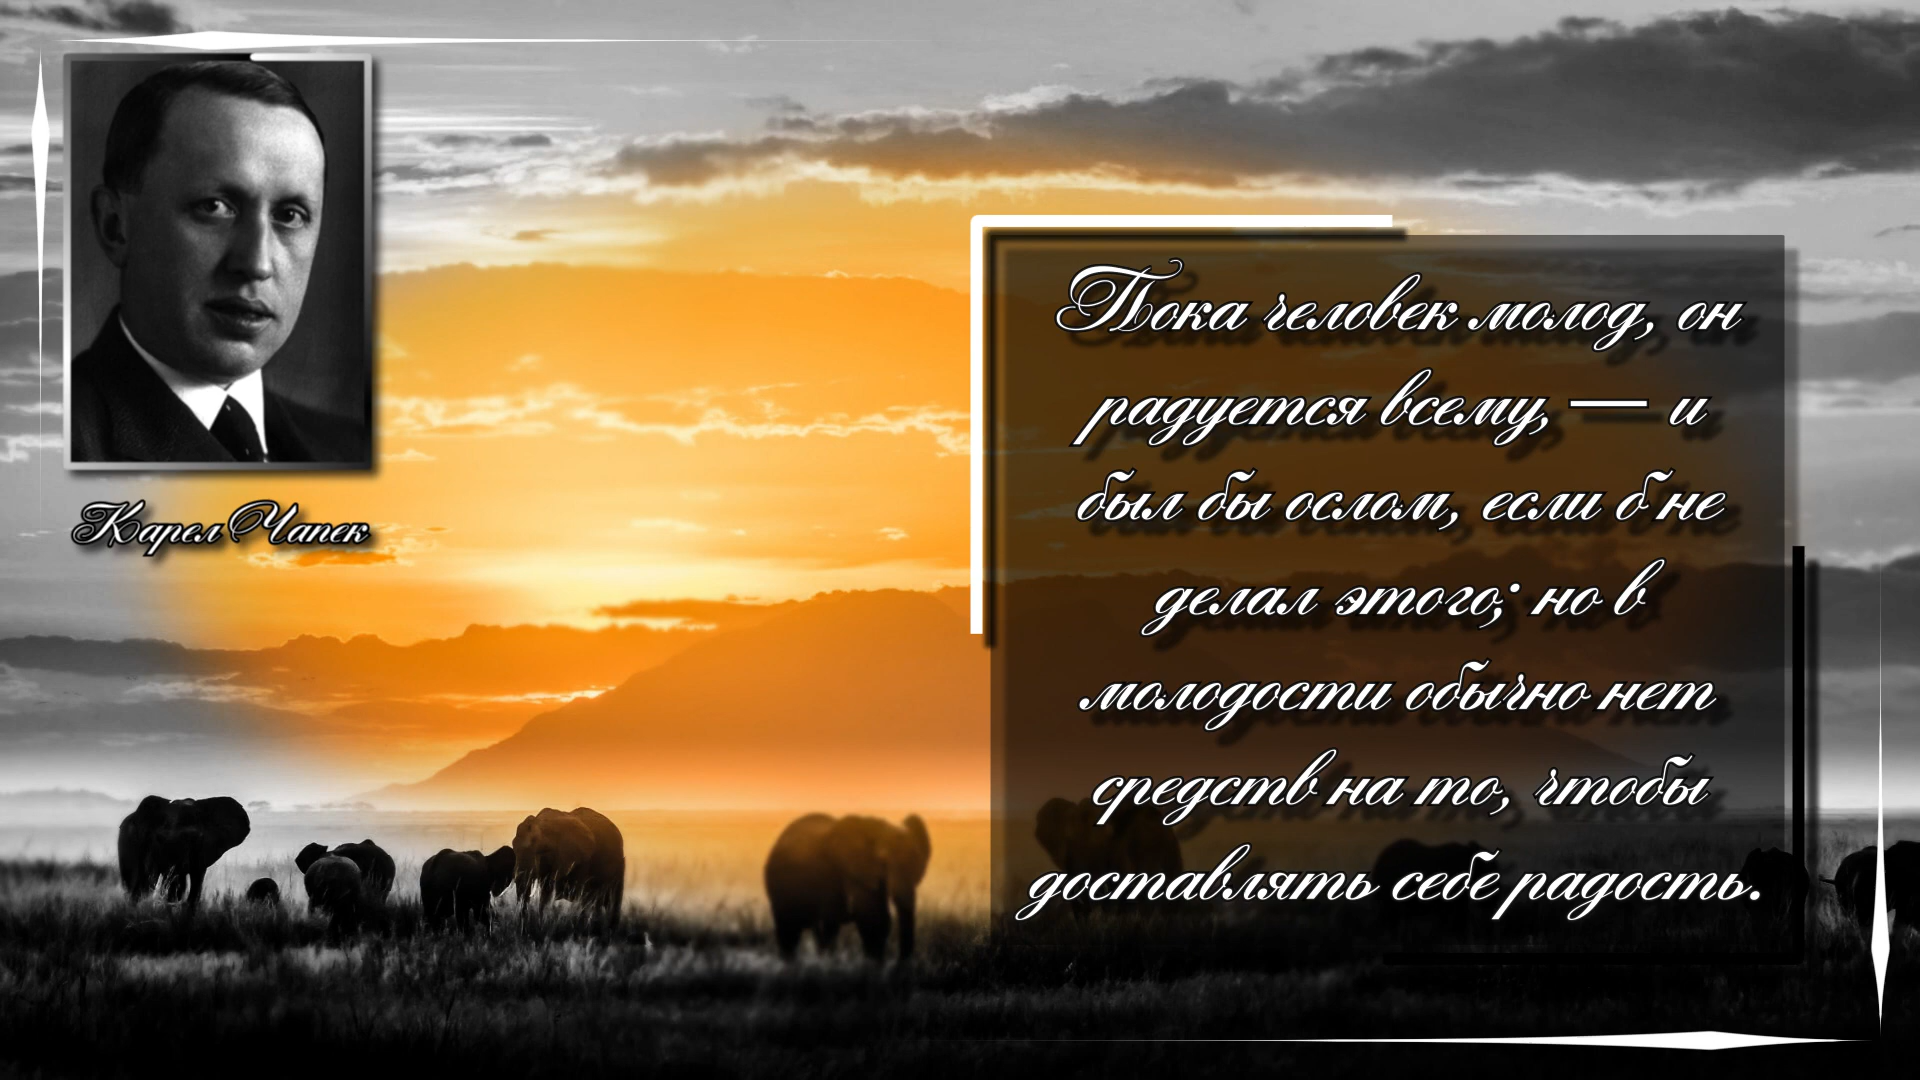 Карел Чапек
Пока человек молод, он
радуется всему, — и
был бы ослом, если б не
делал этого; но в
молодости обычно нет
средств на то, чтобы
доставлять себе радость.